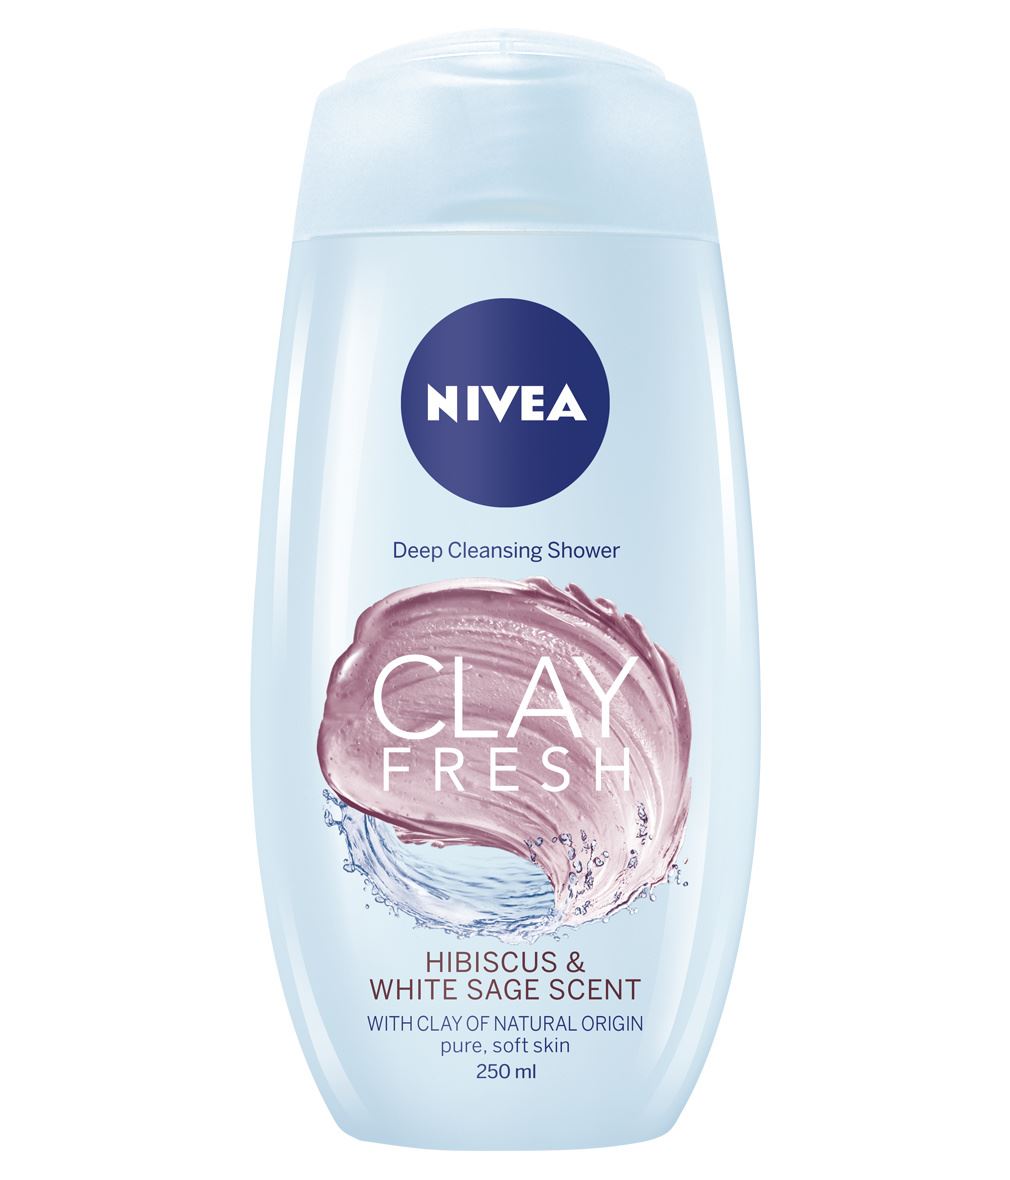 NIVEA
Deep Cleansing Shower
CLAY
FRESH
HIBISCUS &
WHITE SAGE SCENT
WITH CLAY OF NATURAL ORIGIN
pure, soft skin
250 ml